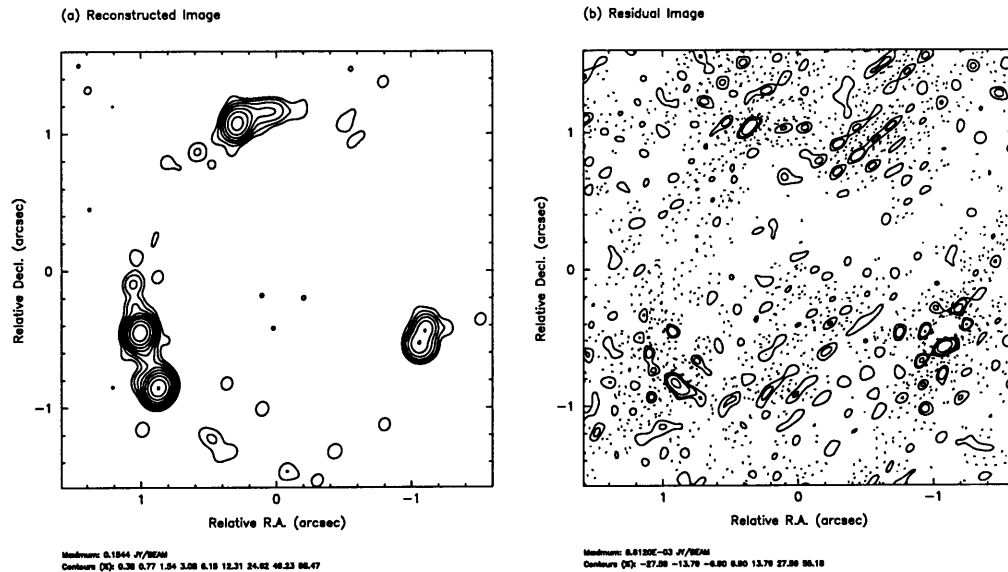 (a) Reconstructed Image
(b) Residual Image
Relative Decl. (arcsec)
1
0
−1
1
0
−1
Relative R.A. (arcsec)
Relative Decl. (arcsec)
1
0
−1
1
0
−1
Relative R.A. (arcsec)
Maximum: 0.1544 JY/BEAM
Contours (%): 0.38 0.77 1.54 3.08 6.15 12.31 24.62 49.23 98.47
Maximum: 8.6120E−03 JY/BEAM
Contours (%): −27.59 −13.79 −6.90 6.90 13.79 27.59 55.18